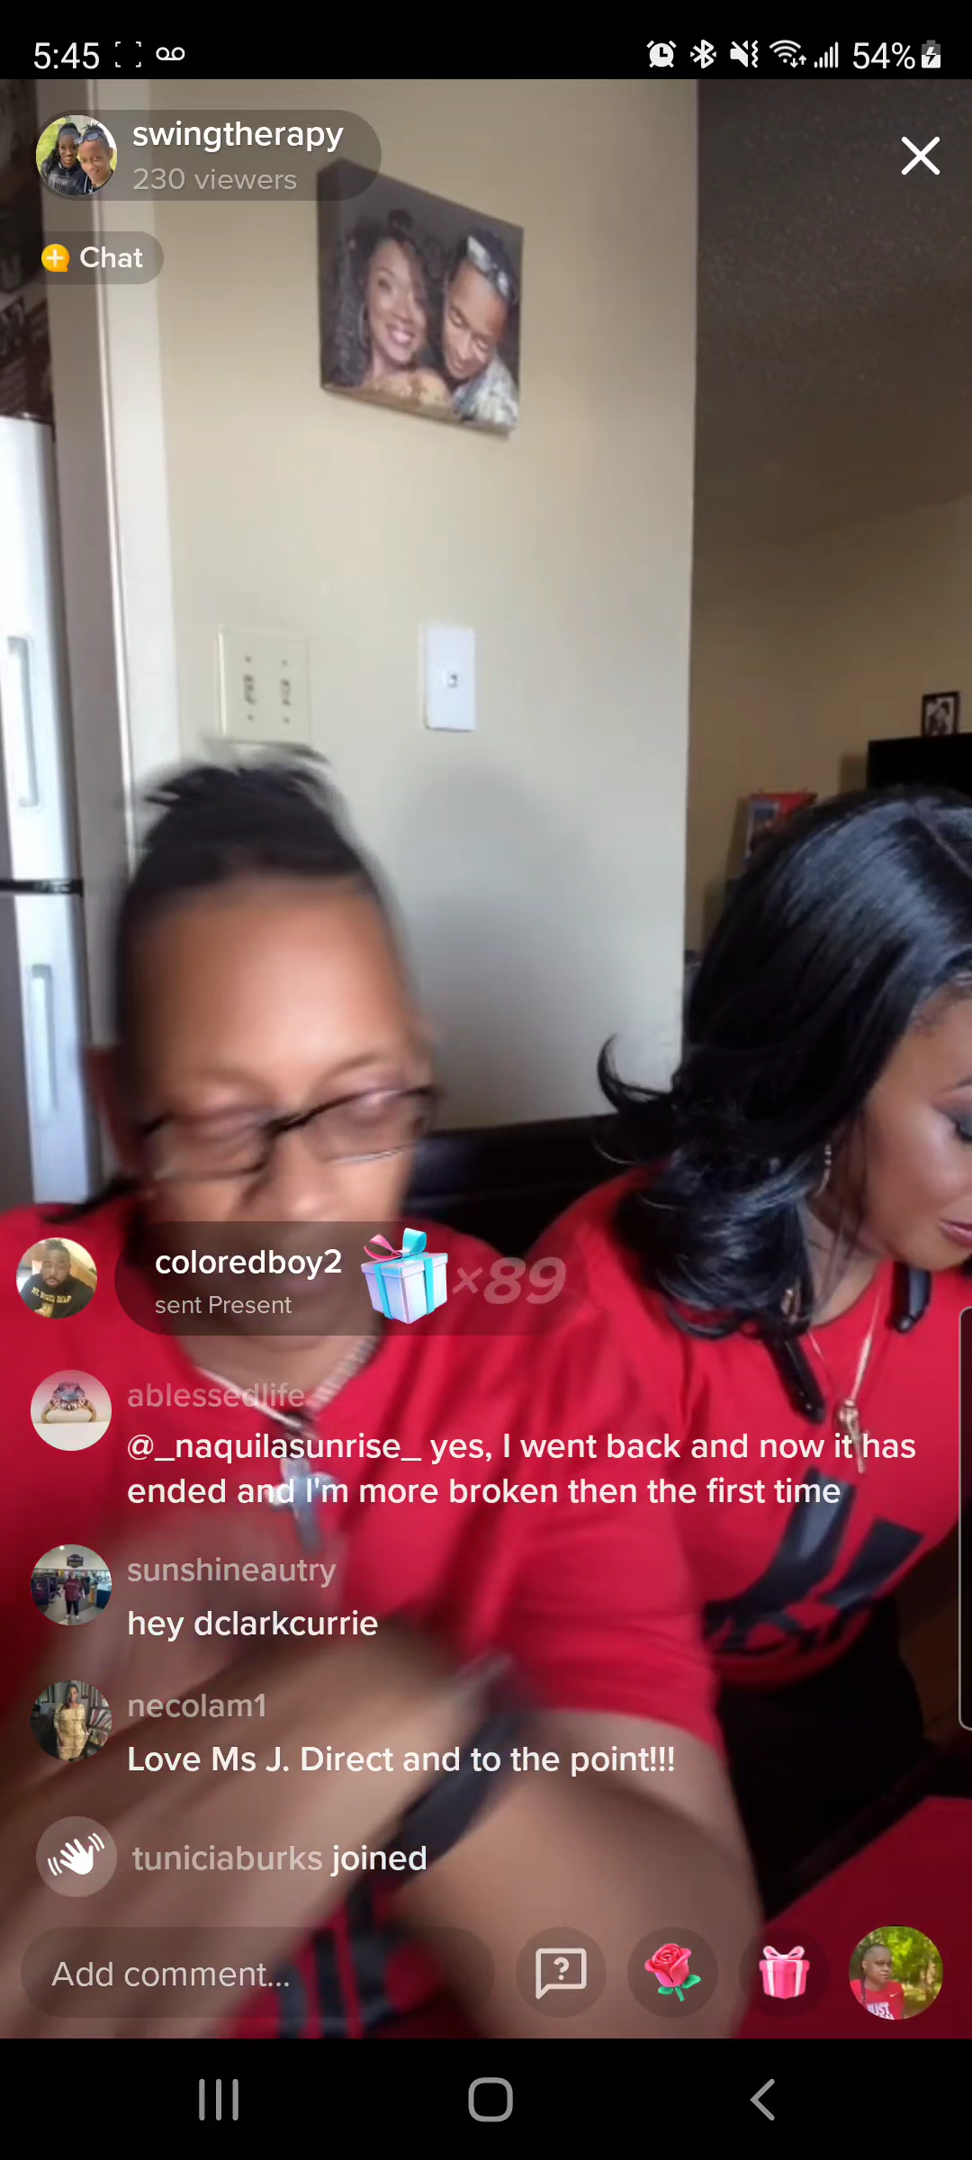 5:45 54%
swingtherapy
230 viewers
Chat
coloredboy2
sent Present
×89
ablessedlife
@_naquilasunrise_ yes, I went back and now it has
ended and I'm more broken then the first time
sunshineautry
hey dclarkcurrie
necolam1
Love Ms J. Direct and to the point!!!
tuniciaburks joined
Add comment...
?